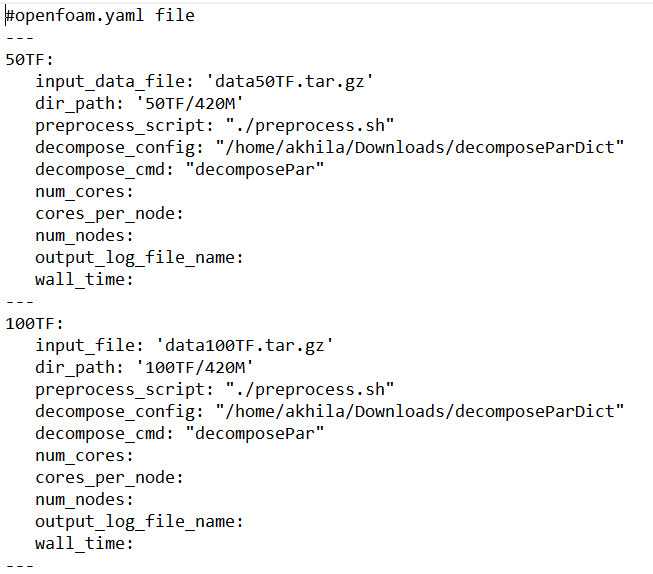 #openfoam.yaml file
---
50TF:
   input_data_file: 'data50TF.tar.gz'
   dir_path: '50TF/420M'
   preprocess_script: "./preprocess.sh"
   decompose_config: "/home/akhila/Downloads/decomposeParDict"
   decompose_cmd: "decomposePar"
   num_cores:
   cores_per_node:
   num_nodes:
   output_log_file_name:
   wall_time:
---
100TF:
   input_file: 'data100TF.tar.gz'
   dir_path: '100TF/420M'
   preprocess_script: "./preprocess.sh"
   decompose_config: "/home/akhila/Downloads/decomposeParDict"
   decompose_cmd: "decomposePar"
   num_cores:
   cores_per_node:
   num_nodes:
   output_log_file_name:
   wall_time:
---